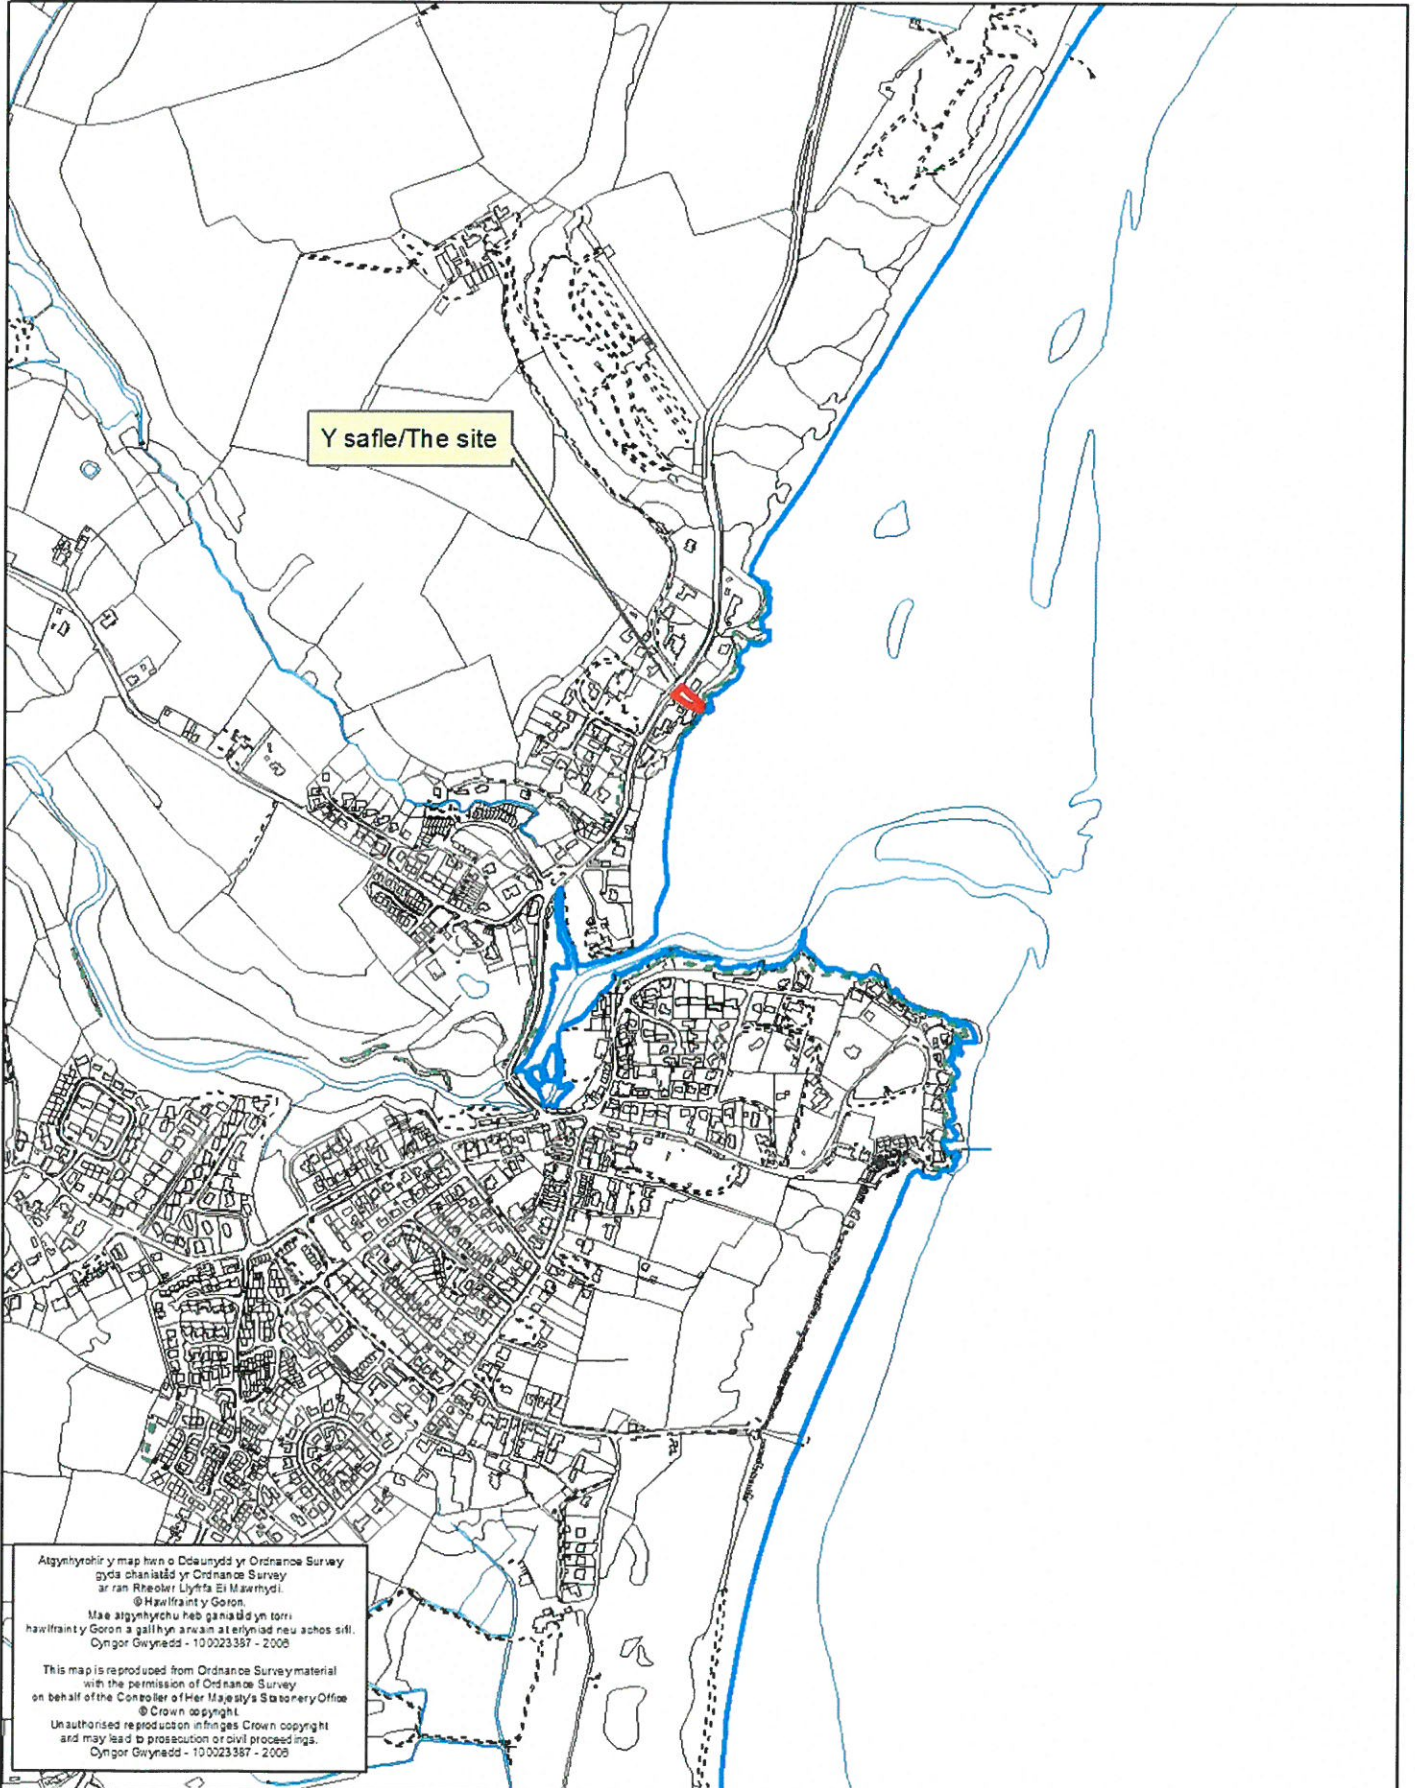 Y safle/The site
Atgynhyrchir y map hwn o Ddeunydd yr Ordnance Survey
gyda chaniatâd yr Ordnance Survey
ar ran Rheolwr Llyfrfa Ei Mawrhydi.
© Hawlfraint y Goron.
Mae atgynhyrchu heb ganiatâd yn torri
hawlfraint y Goron a gall hyn arwain at erlyniad neu achos sifil.
Cyngor Gwynedd - 100023387 - 2006
This map is reproduced from Ordnance Survey material
with the permission of Ordnance Survey
on behalf of the Controller of Her Majesty's Stationery Office
© Crown copyright.
Unauthorised reproduction infringes Crown copyright
and may lead to prosecution or civil proceedings.
Cyngor Gwynedd - 100023387 - 2006